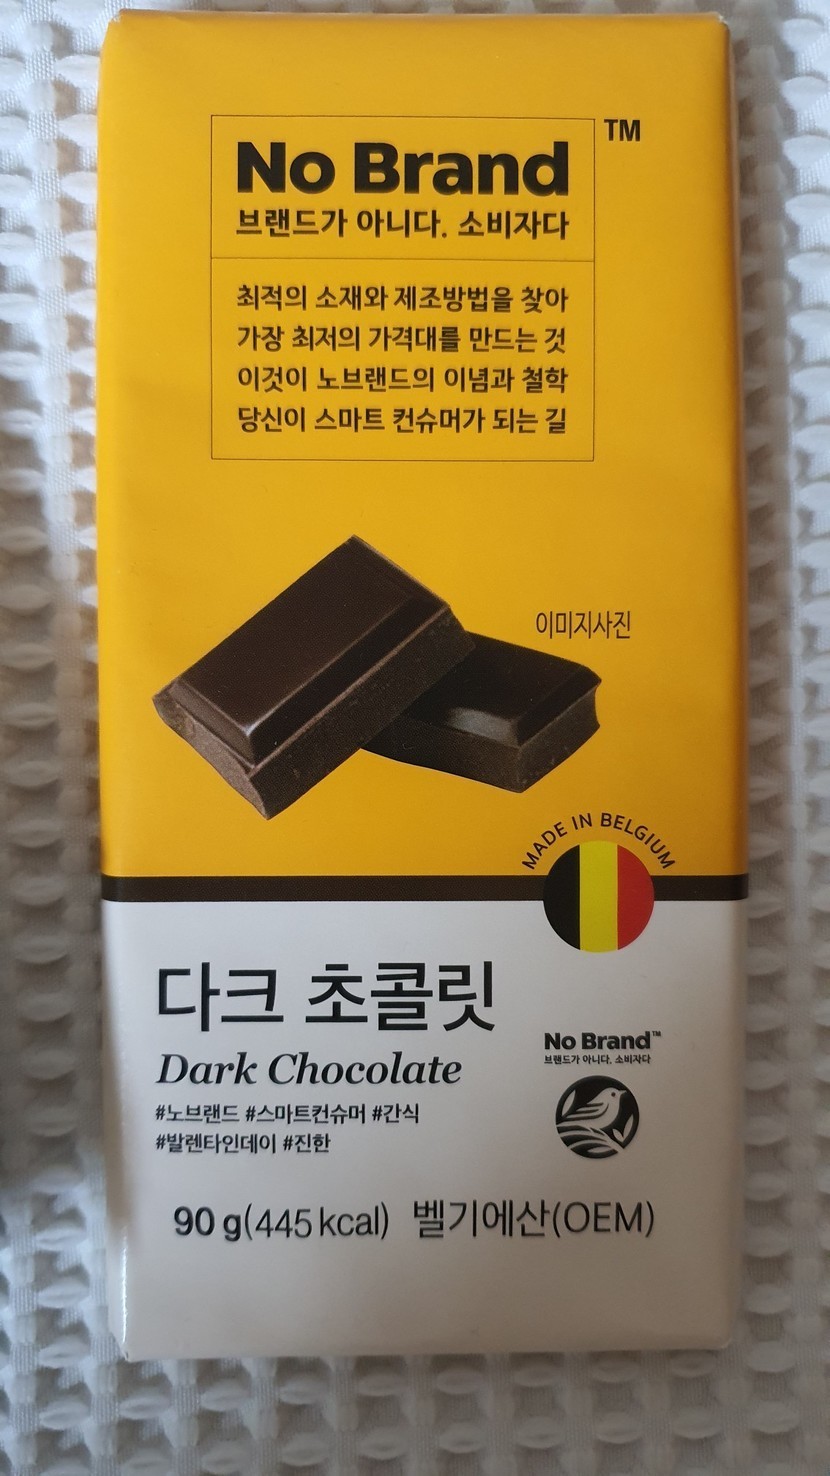 No Brand™
브랜드가 아니다. 소비자다
최적의 소재와 제조방법을 찾아
가장 최저의 가격대를 만드는 것
이것이 노브랜드의 이념과 철학
당신이 스마트 컨슈머가 되는 길
이미지사진
MADE IN BELGIUM
다크 초콜릿
Dark Chocolate
#노브랜드 #스마트컨슈머 #간식
#발렌타인데이 #진한
No Brand™
브랜드가 아니다. 소비자다
90 g(445 kcal) 벨기에산(OEM)